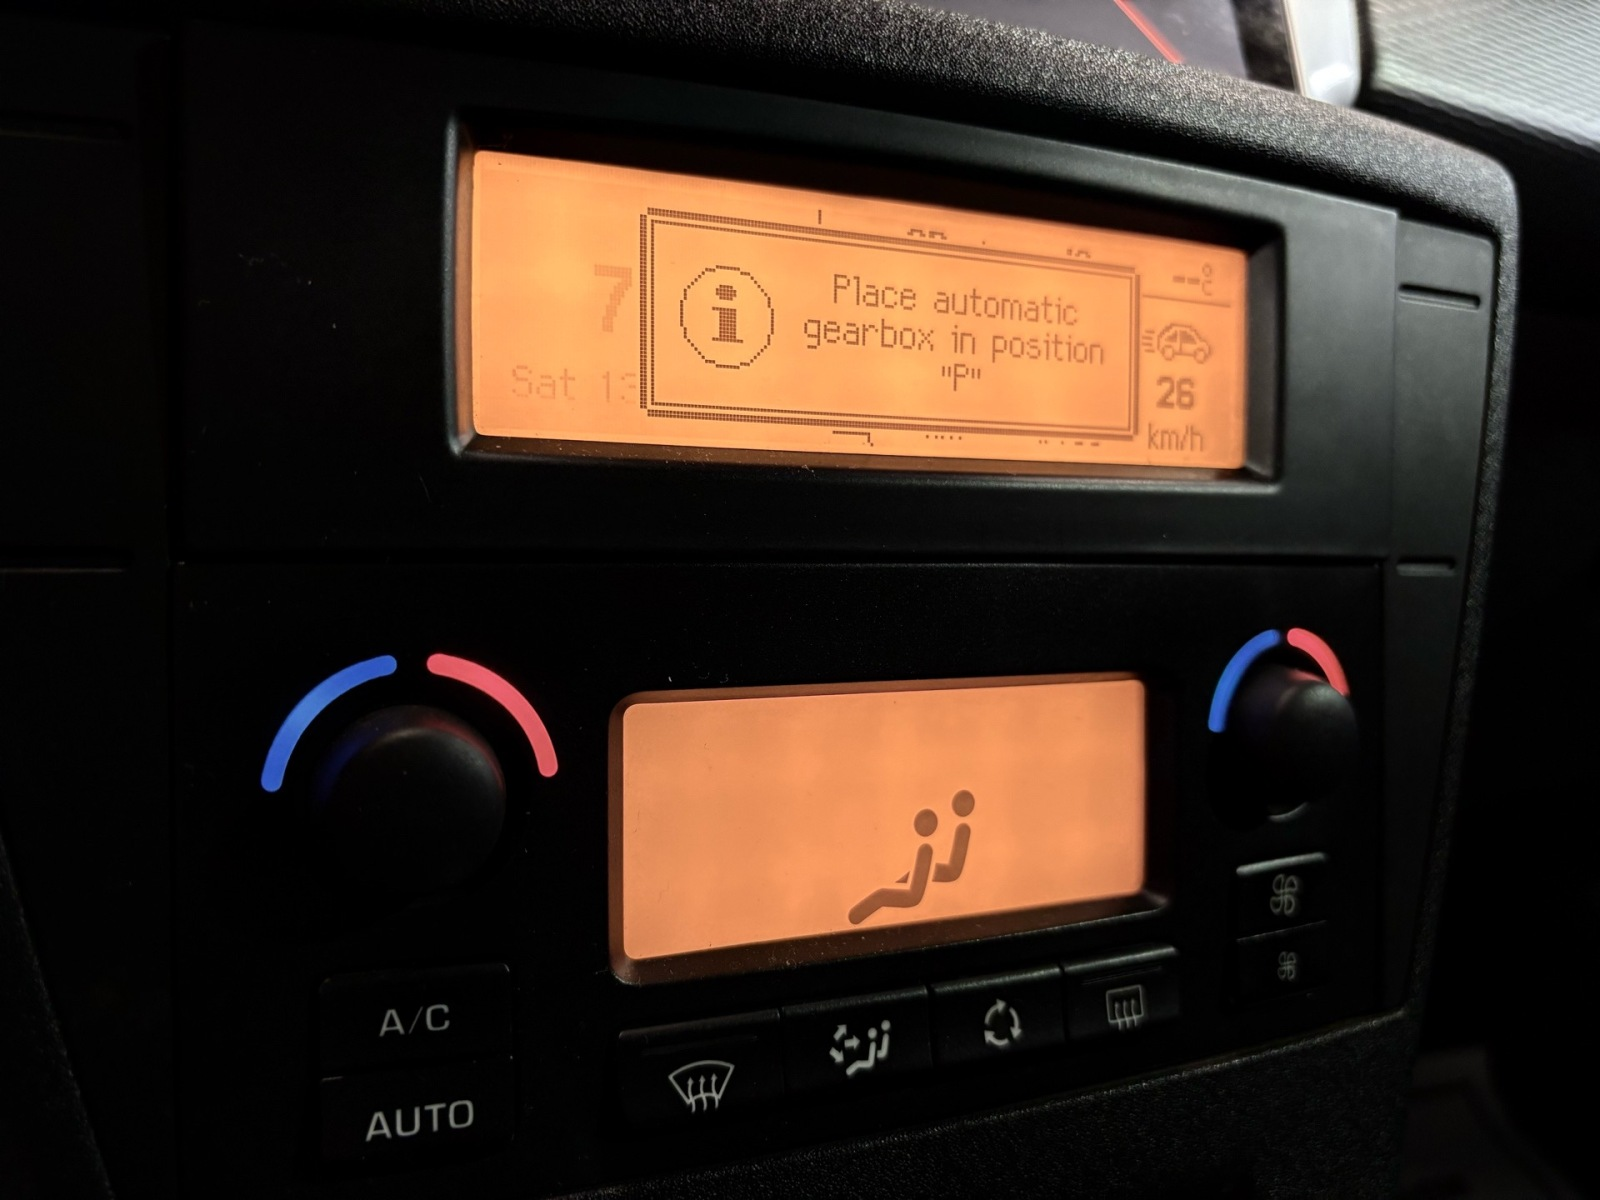 7
Sat 13
Place automatic
gearbox in position
"P"
--°C
26
km/h
A/C
AUTO